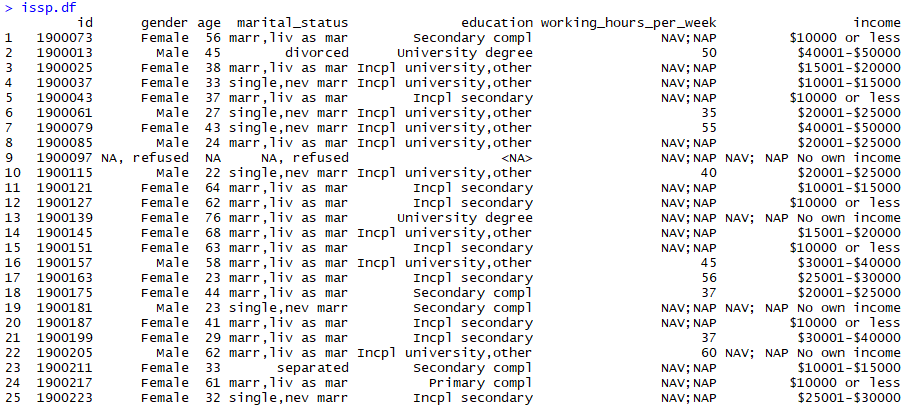 > issp.df
id gender age marital_status education working_hours_per_week income
1 1900073 Female 56 marr,liv as mar Secondary compl NAV;NAP $10000 or less
2 1900013 Male 45 divorced University degree 50 $40001-$50000
3 1900025 Female 38 marr,liv as mar Incpl university,other NAV;NAP $15001-$20000
4 1900037 Female 33 single,nev marr Incpl university,other NAV;NAP $10001-$15000
5 1900043 Female 37 marr,liv as mar Incpl secondary NAV;NAP $10000 or less
6 1900061 Male 27 single,nev marr Incpl university,other 35 $20001-$25000
7 1900079 Female 43 single,nev marr Incpl university,other 55 $40001-$50000
8 1900085 Male 24 marr,liv as mar Incpl university,other NAV;NAP $20001-$25000
9 1900097 NA, refused NA NA, refused <NA> NAV;NAP NAV; NAP No own income
10 1900115 Male 22 single,nev marr Incpl university,other 40 $20001-$25000
11 1900121 Female 64 marr,liv as mar Incpl secondary NAV;NAP $10001-$15000
12 1900127 Female 62 marr,liv as mar Incpl secondary NAV;NAP $10000 or less
13 1900139 Female 76 marr,liv as mar University degree NAV;NAP NAV; NAP No own income
14 1900145 Female 68 marr,liv as mar Incpl university,other NAV;NAP $15001-$20000
15 1900151 Female 63 marr,liv as mar Incpl secondary NAV;NAP $10000 or less
16 1900157 Male 58 marr,liv as mar Incpl university,other 45 $30001-$40000
17 1900163 Female 23 marr,liv as mar Incpl secondary 56 $25001-$30000
18 1900175 Female 44 marr,liv as mar Secondary compl 37 $20001-$25000
19 1900181 Male 23 single,nev marr Secondary compl NAV;NAP NAV; NAP No own income
20 1900187 Female 41 marr,liv as mar Incpl secondary NAV;NAP $10000 or less
21 1900199 Female 29 marr,liv as mar Incpl secondary 37 $30001-$40000
22 1900205 Male 62 marr,liv as mar Incpl university,other 60 NAV; NAP No own income
23 1900211 Female 33 separated Secondary compl NAV;NAP $10001-$15000
24 1900217 Female 61 marr,liv as mar Primary compl NAV;NAP $10000 or less
25 1900223 Female 32 single,nev marr Incpl secondary NAV;NAP $25001-$30000